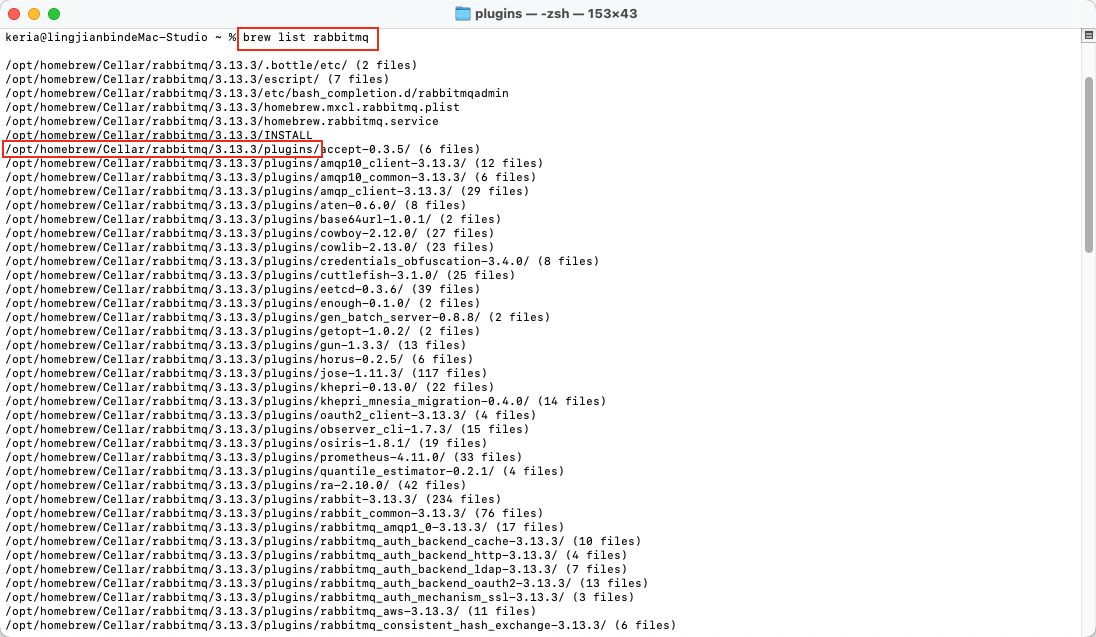 plugins — -zsh — 153×43
keria@lingjianbindeMac-Studio ~ % brew list rabbitmq
/opt/homebrew/Cellar/rabbitmq/3.13.3/.bottle/etc/ (2 files)
/opt/homebrew/Cellar/rabbitmq/3.13.3/escript/ (7 files)
/opt/homebrew/Cellar/rabbitmq/3.13.3/etc/bash_completion.d/rabbitmqadmin
/opt/homebrew/Cellar/rabbitmq/3.13.3/homebrew.mxcl.rabbitmq.plist
/opt/homebrew/Cellar/rabbitmq/3.13.3/homebrew.rabbitmq.service
/opt/homebrew/Cellar/rabbitmq/3.13.3/INSTALL
/opt/homebrew/Cellar/rabbitmq/3.13.3/plugins/accept-0.3.5/ (6 files)
/opt/homebrew/Cellar/rabbitmq/3.13.3/plugins/amqp10_client-3.13.3/ (12 files)
/opt/homebrew/Cellar/rabbitmq/3.13.3/plugins/amqp10_common-3.13.3/ (6 files)
/opt/homebrew/Cellar/rabbitmq/3.13.3/plugins/amqp_client-3.13.3/ (29 files)
/opt/homebrew/Cellar/rabbitmq/3.13.3/plugins/aten-0.6.0/ (8 files)
/opt/homebrew/Cellar/rabbitmq/3.13.3/plugins/base64url-1.0.1/ (2 files)
/opt/homebrew/Cellar/rabbitmq/3.13.3/plugins/cowboy-2.12.0/ (27 files)
/opt/homebrew/Cellar/rabbitmq/3.13.3/plugins/cowlib-2.13.0/ (23 files)
/opt/homebrew/Cellar/rabbitmq/3.13.3/plugins/credentials_obfuscation-3.4.0/ (8 files)
/opt/homebrew/Cellar/rabbitmq/3.13.3/plugins/cuttlefish-3.1.0/ (25 files)
/opt/homebrew/Cellar/rabbitmq/3.13.3/plugins/eetcd-0.3.6/ (39 files)
/opt/homebrew/Cellar/rabbitmq/3.13.3/plugins/enough-0.1.0/ (2 files)
/opt/homebrew/Cellar/rabbitmq/3.13.3/plugins/gen_batch_server-0.8.8/ (2 files)
/opt/homebrew/Cellar/rabbitmq/3.13.3/plugins/getopt-1.0.2/ (2 files)
/opt/homebrew/Cellar/rabbitmq/3.13.3/plugins/gun-1.3.3/ (13 files)
/opt/homebrew/Cellar/rabbitmq/3.13.3/plugins/horus-0.2.5/ (6 files)
/opt/homebrew/Cellar/rabbitmq/3.13.3/plugins/jose-1.11.3/ (117 files)
/opt/homebrew/Cellar/rabbitmq/3.13.3/plugins/khepri-0.13.0/ (22 files)
/opt/homebrew/Cellar/rabbitmq/3.13.3/plugins/khepri_mnesia_migration-0.4.0/ (14 files)
/opt/homebrew/Cellar/rabbitmq/3.13.3/plugins/oauth2_client-3.13.3/ (4 files)
/opt/homebrew/Cellar/rabbitmq/3.13.3/plugins/observer_cli-1.7.3/ (15 files)
/opt/homebrew/Cellar/rabbitmq/3.13.3/plugins/osiris-1.8.1/ (19 files)
/opt/homebrew/Cellar/rabbitmq/3.13.3/plugins/prometheus-4.11.0/ (33 files)
/opt/homebrew/Cellar/rabbitmq/3.13.3/plugins/quantile_estimator-0.2.1/ (4 files)
/opt/homebrew/Cellar/rabbitmq/3.13.3/plugins/ra-2.10.0/ (42 files)
/opt/homebrew/Cellar/rabbitmq/3.13.3/plugins/rabbit-3.13.3/ (234 files)
/opt/homebrew/Cellar/rabbitmq/3.13.3/plugins/rabbit_common-3.13.3/ (76 files)
/opt/homebrew/Cellar/rabbitmq/3.13.3/plugins/rabbitmq_amqp1_0-3.13.3/ (17 files)
/opt/homebrew/Cellar/rabbitmq/3.13.3/plugins/rabbitmq_auth_backend_cache-3.13.3/ (10 files)
/opt/homebrew/Cellar/rabbitmq/3.13.3/plugins/rabbitmq_auth_backend_http-3.13.3/ (4 files)
/opt/homebrew/Cellar/rabbitmq/3.13.3/plugins/rabbitmq_auth_backend_ldap-3.13.3/ (7 files)
/opt/homebrew/Cellar/rabbitmq/3.13.3/plugins/rabbitmq_auth_backend_oauth2-3.13.3/ (13 files)
/opt/homebrew/Cellar/rabbitmq/3.13.3/plugins/rabbitmq_auth_mechanism_ssl-3.13.3/ (3 files)
/opt/homebrew/Cellar/rabbitmq/3.13.3/plugins/rabbitmq_aws-3.13.3/ (11 files)
/opt/homebrew/Cellar/rabbitmq/3.13.3/plugins/rabbitmq_consistent_hash_exchange-3.13.3/ (6 files)